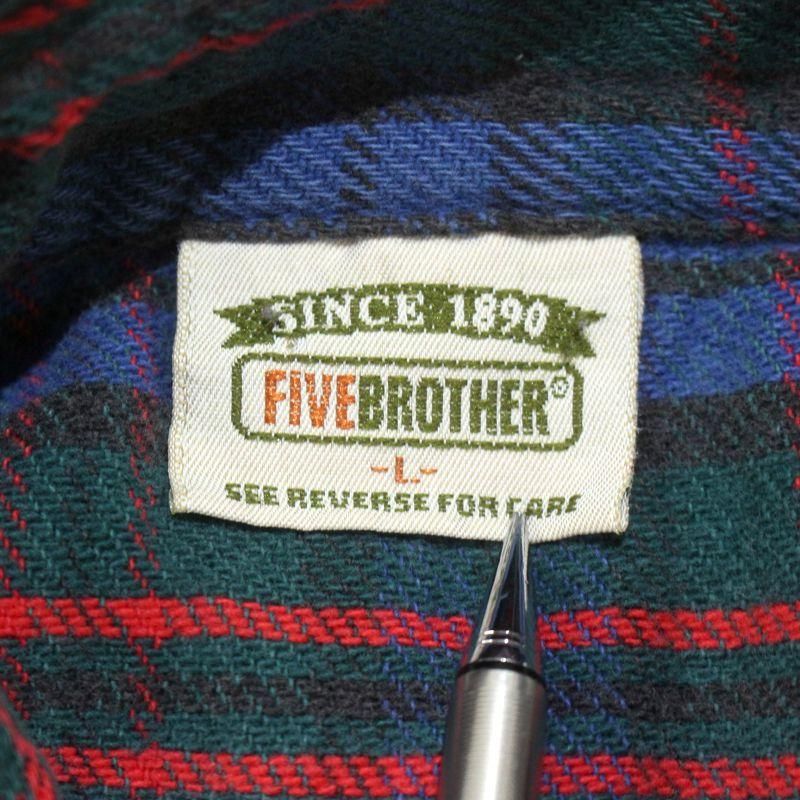 SINCE 1890
FIVEBROTHER®
-L.-
SEE REVERSE FOR CARE